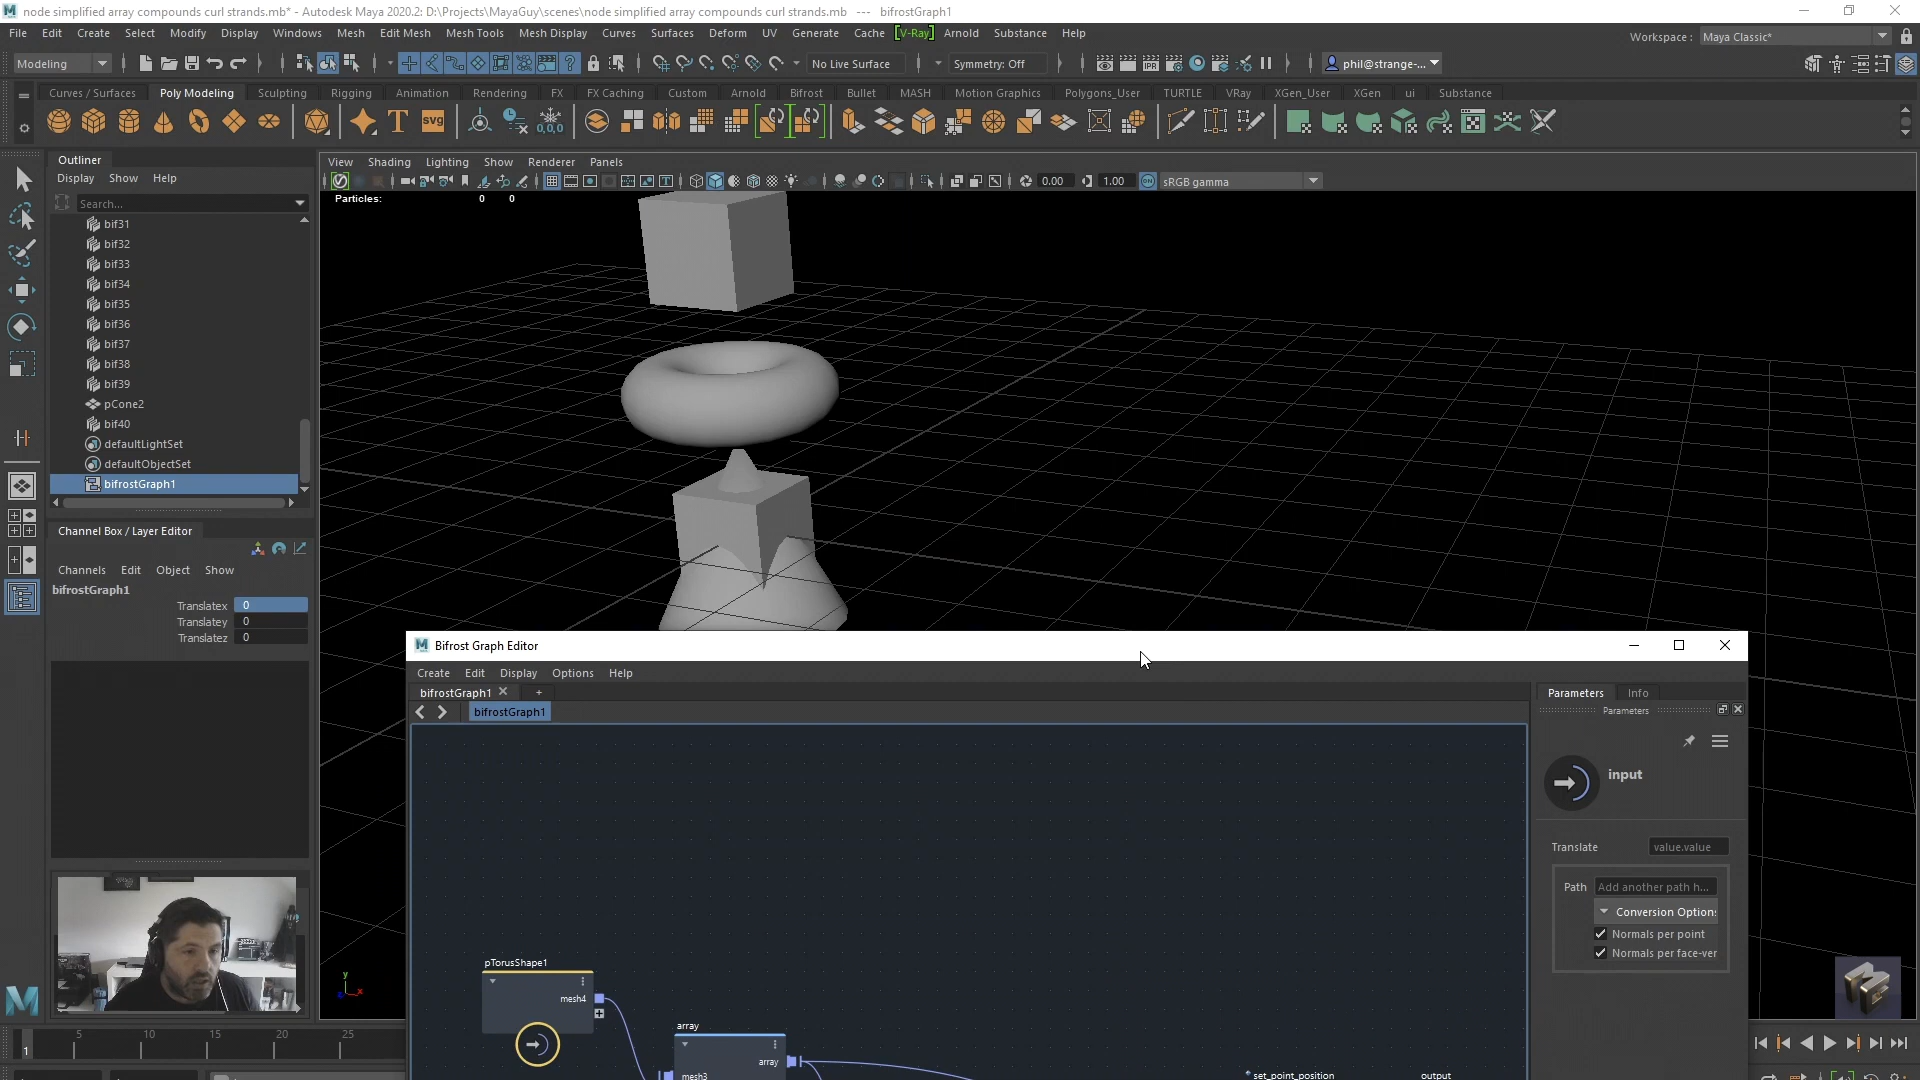 node simplified array compounds curl strands.mb* - Autodesk Maya 2020.2: D:\Projects\MayaGuy\scenes\node simplified array compounds curl strands.mb --- bifrostGraph1
File Edit Create Select Modify Display Windows Mesh Edit Mesh Mesh Tools Mesh Display Curves Surfaces Deform UV Generate Cache [V-Ray] Arnold Substance Help
Workspace : Maya Classic*
Modeling No Live Surface Symmetry: Off phil@strange-...
Curves / Surfaces Poly Modeling Sculpting Rigging Animation Rendering FX FX Caching Custom Arnold Bifrost Bullet MASH Motion Graphics Polygons_User TURTLE VRay XGen_User XGen ui Substance
T svg 0,0,0
Outliner
Display Show Help
Search...
bif31
bif32
bif33
bif34
bif35
bif36
bif37
bif38
bif39
pCone2
bif40
defaultLightSet
defaultObjectSet
bifrostGraph1
View Shading Lighting Show Renderer Panels
0.00 1.00 sRGB gamma
Particles: 0 0
Channel Box / Layer Editor
Channels Edit Object Show
bifrostGraph1
Translatex 0
Translatey 0
Translatez 0
Bifrost Graph Editor
Create Edit Display Options Help
bifrostGraph1
bifrostGraph1
pTorusShape1
mesh4
array
array
mesh3
set_point_position
output
Parameters Info
Parameters
input
Translate value.value
Path Add another path h...
Conversion Option
Normals per point
Normals per face-ver
y
z x
5 10 15 20 25
1